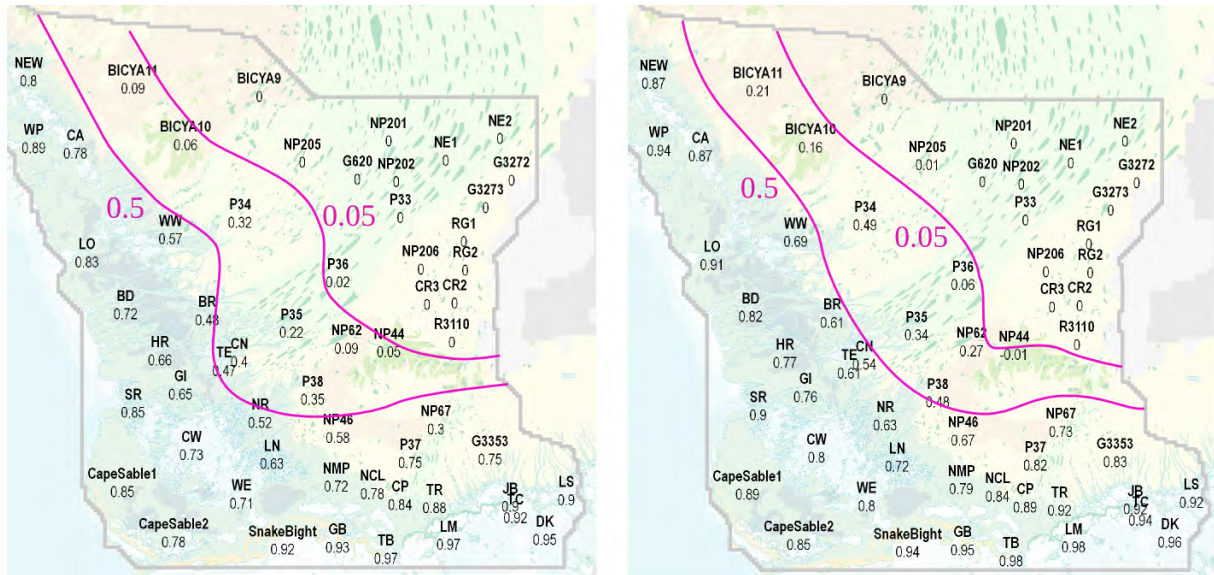 NEW
0.8
BICYA11
0.09
BICYA9
0
WP
0.89
CA
0.78
BICYA10
0.06
NP205
0
NP201
0
NE1
0
NE2
0
G620
0
NP202
0
G3272
0
G3273
0
P33
0
P34
0.32
0.5
0.05
WW
0.57
LO
0.83
RG1
0
RG2
0
NP206
0
P36
0.02
CR3
0
CR2
0
BD
0.72
BR
0.48
P35
0.22
NP62
0.09
NP44
0.05
R3110
0
HR
0.66
TE
0.47
CN
0.4
GI
0.65
P38
0.35
SR
0.85
NR
0.52
NP46
0.58
NP67
0.3
CW
0.73
LN
0.63
P37
0.75
G3353
0.75
CapeSable1
0.85
WE
0.71
NMP
0.72
NCL
0.78
CP
0.84
TR
0.88
JB
0.9
TC
0.92
LS
0.9
CapeSable2
0.78
SnakeBight
0.92
GB
0.93
TB
0.97
LM
0.97
DK
0.95
NEW
0.87
BICYA11
0.21
BICYA9
0
WP
0.94
CA
0.87
BICYA10
0.16
NP205
0.01
NP201
0
NE1
0
NE2
0
G620
0
NP202
0
G3272
0
G3273
0
P33
0
P34
0.49
0.5
0.05
WW
0.69
LO
0.91
RG1
0
RG2
0
NP206
0
P36
0.06
CR3
0
CR2
0
BD
0.82
BR
0.61
P35
0.34
NP62
0.27
NP44
-0.01
R3110
0
HR
0.77
TE
0.61
CN
0.54
GI
0.76
P38
0.48
SR
0.9
NR
0.63
NP46
0.67
NP67
0.73
CW
0.8
LN
0.72
P37
0.82
G3353
0.83
CapeSable1
0.89
WE
0.8
NMP
0.79
NCL
0.84
CP
0.89
TR
0.92
JB
0.92
TC
0.94
LS
0.92
CapeSable2
0.85
SnakeBight
0.94
GB
0.95
TB
0.98
LM
0.98
DK
0.96